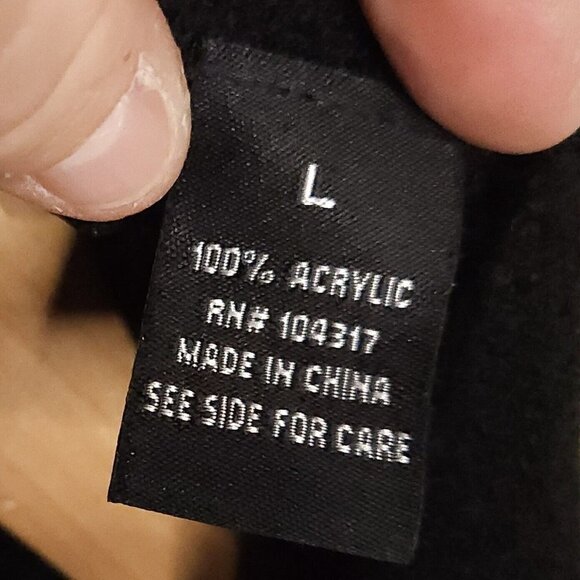 L
100% ACRYLIC
RN# 104317
MADE IN CHINA
SEE SIDE FOR CARE